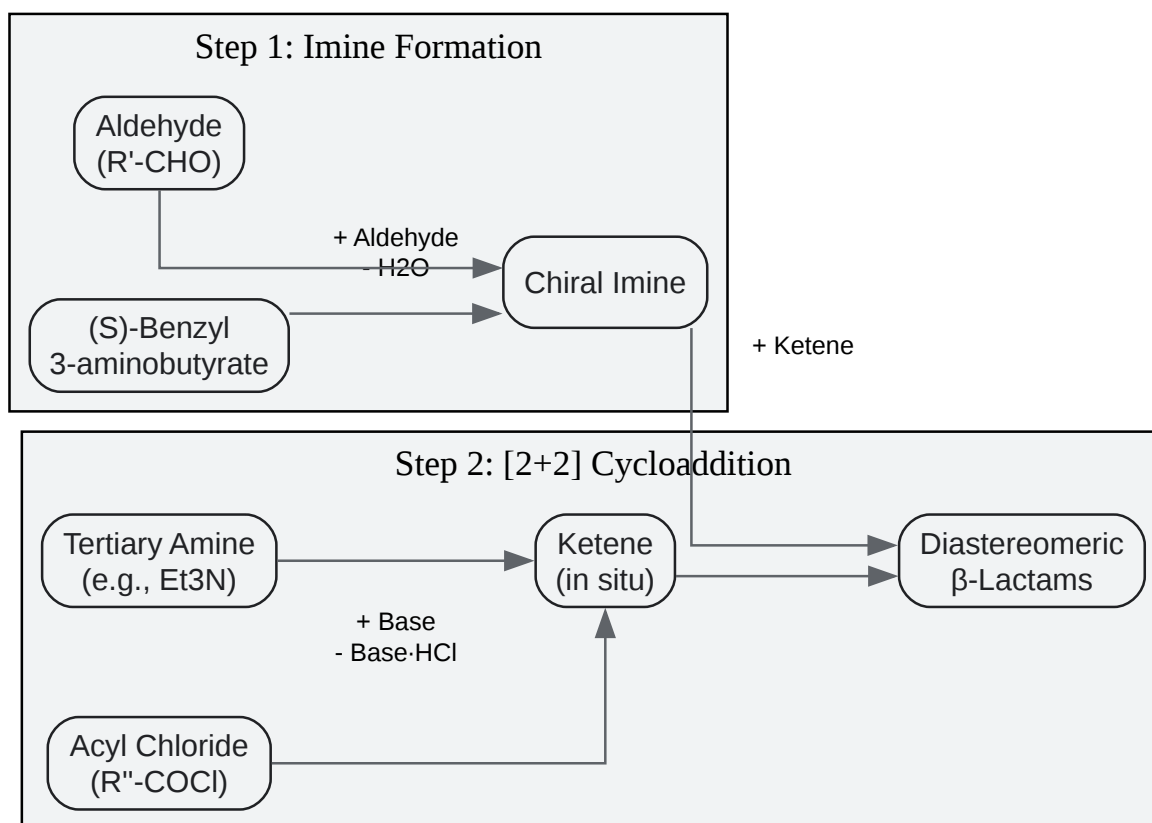 Step 1: Imine Formation
Aldehyde
(R'-CHO)
+ Aldehyde
- H2O
Chiral Imine
(S)-Benzyl
3-aminobutyrate
+ Ketene
Step 2: [2+2] Cycloaddition
Tertiary Amine
(e.g., Et3N)
Ketene
(in situ)
Diastereomeric
β-Lactams
+ Base
- Base·HCl
Acyl Chloride
(R''-COCl)